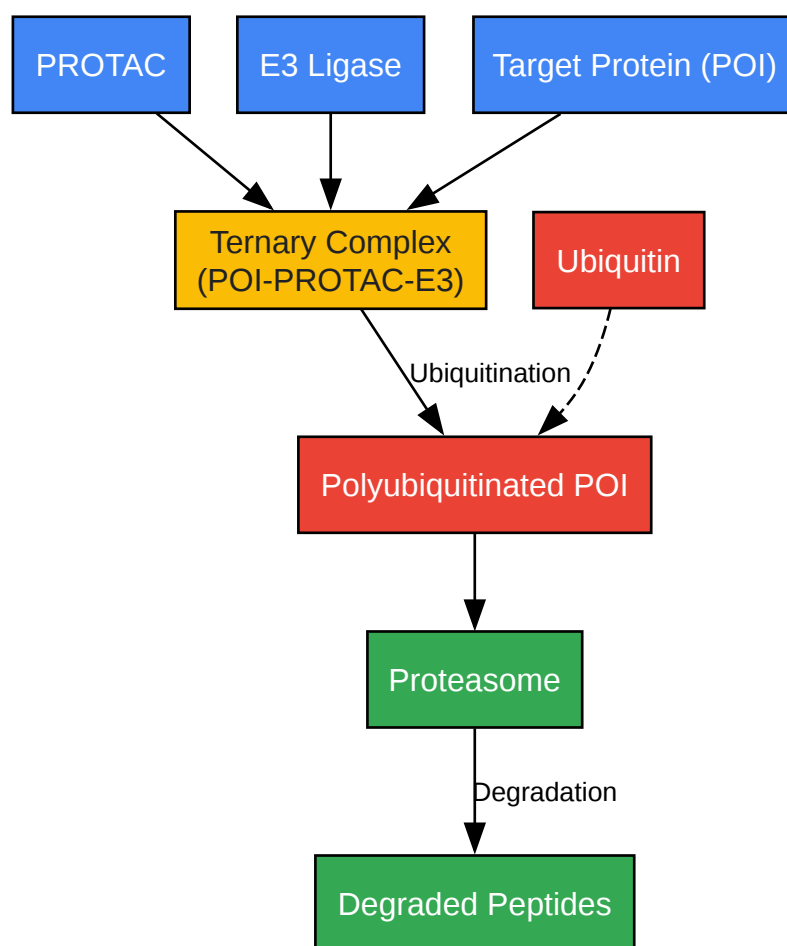 PROTAC
E3 Ligase
Target Protein (POI)
Ternary Complex
(POI-PROTAC-E3)
Ubiquitin
Ubiquitination
Polyubiquitinated POI
Proteasome
Degradation
Degraded Peptides